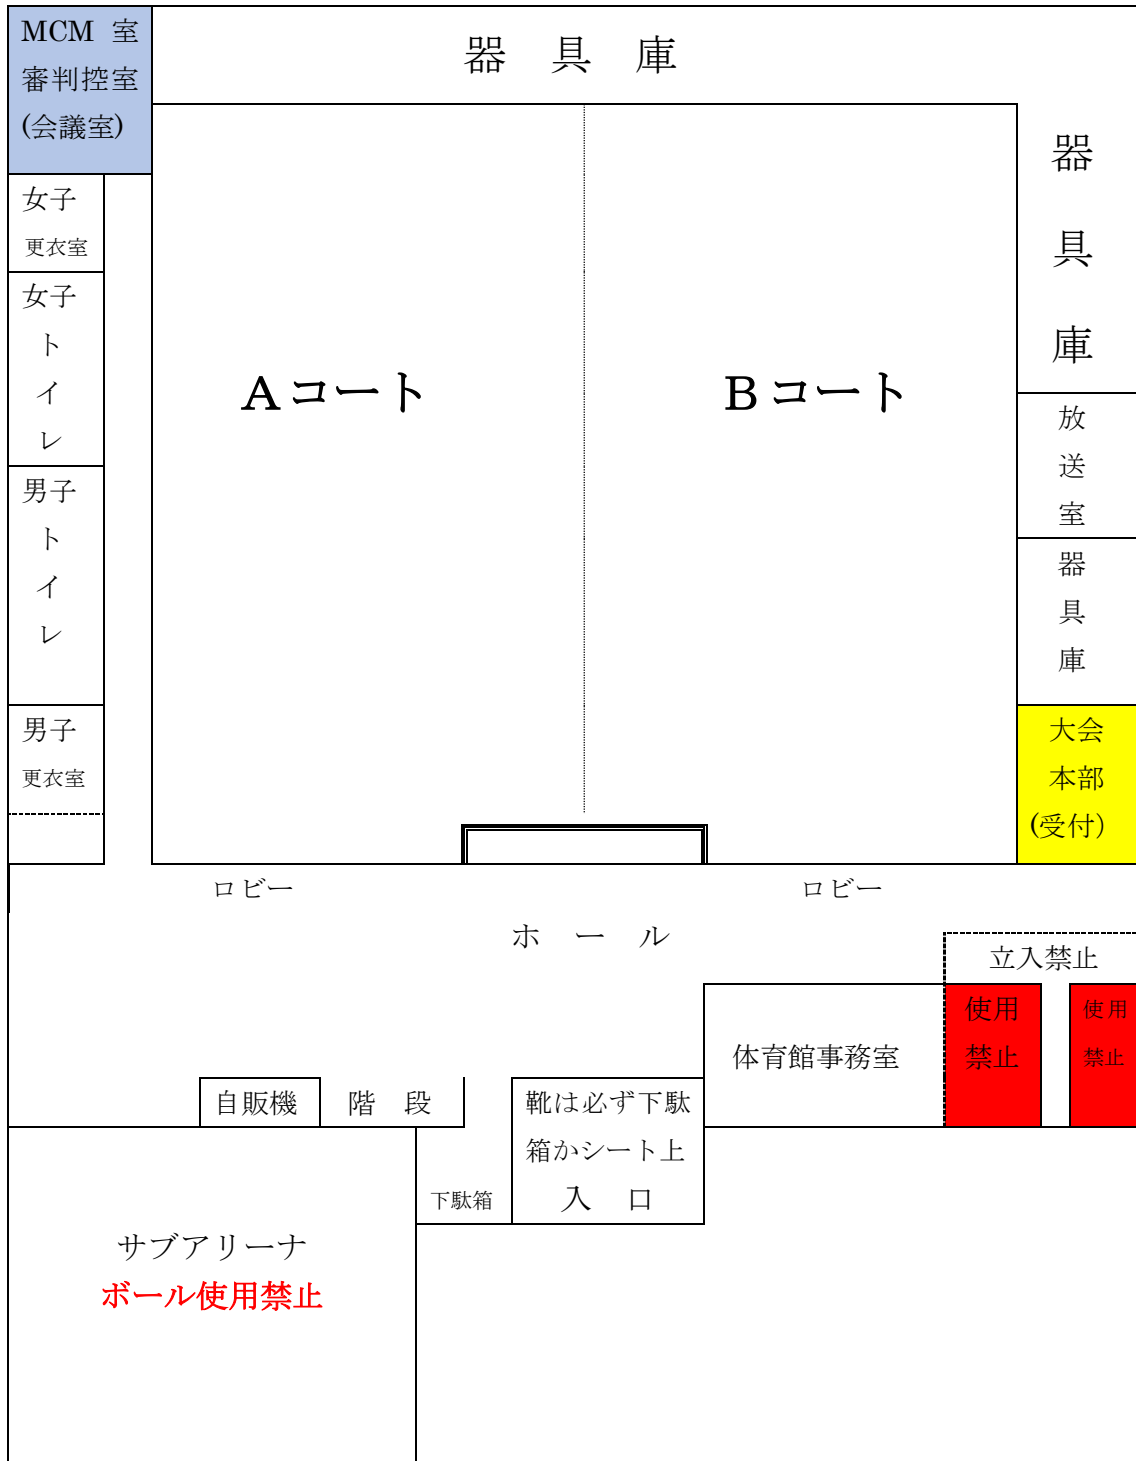 MCM 室
審判控室
(会議室)
器 具 庫
器
具
庫
女子
更衣室
女子
ト
イ
レ
Aコート
Bコート
放
送
室
男子
ト
イ
レ
器
具
庫
男子
更衣室
大会
本部
(受付)
ロビー
ロビー
ホ ー ル
立入禁止
使用
禁止
使用
禁止
体育館事務室
自販機
階 段
靴は必ず下駄
箱かシート上
入 口
下駄箱
サブアリーナ
ボール使用禁止